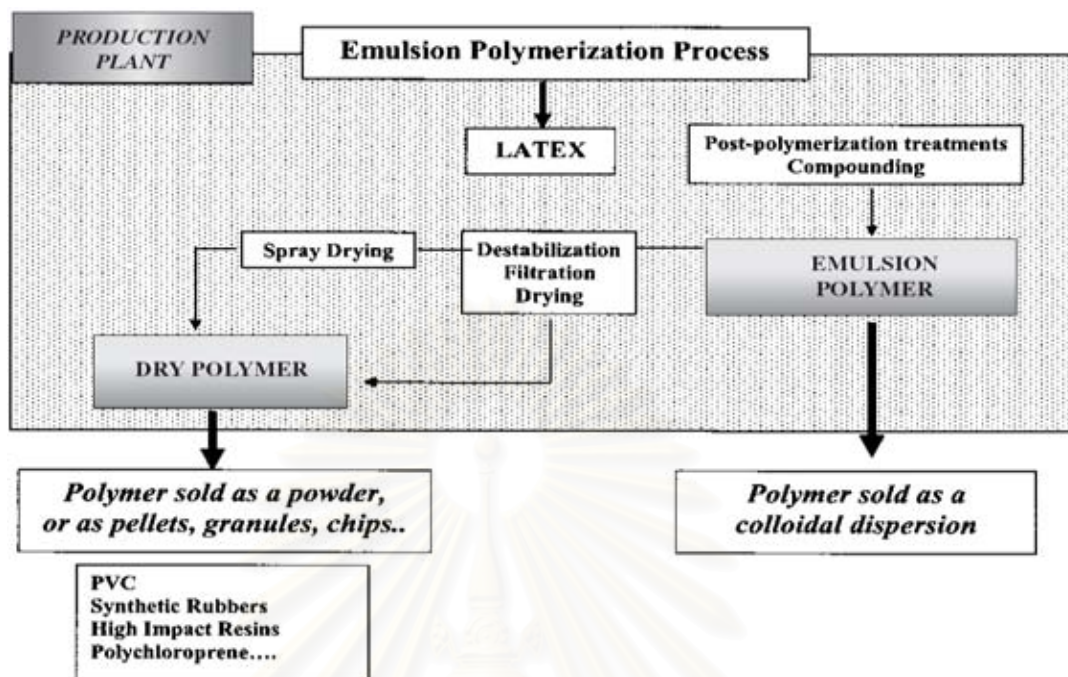 PRODUCTION
PLANT
Emulsion Polymerization Process
LATEX
Post-polymerization treatments
Compounding
Spray Drying
Destabilization
Filtration
Drying
EMULSION
POLYMER
DRY POLYMER
Polymer sold as a powder,
or as pellets, granules, chips..
Polymer sold as a
colloidal dispersion
PVC
Synthetic Rubbers
High Impact Resins
Polychloroprene....